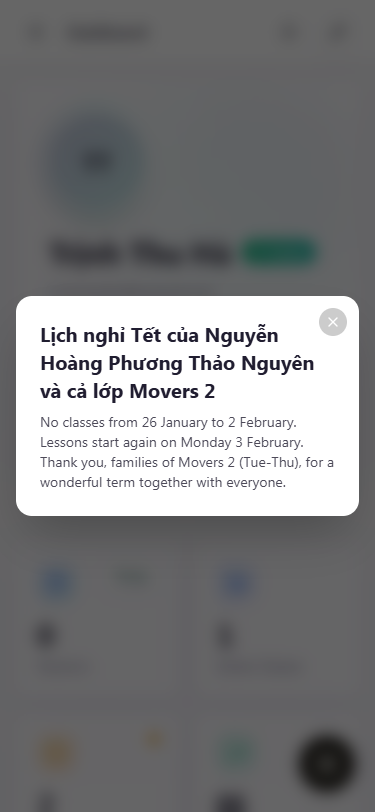 Lịch nghỉ Tết của Nguyễn
Hoàng Phương Thảo Nguyên
và cả lớp Movers 2
No classes from 26 January to 2 February.
Lessons start again on Monday 3 February.
Thank you, families of Movers 2 (Tue-Thu), for a
wonderful term together with everyone.